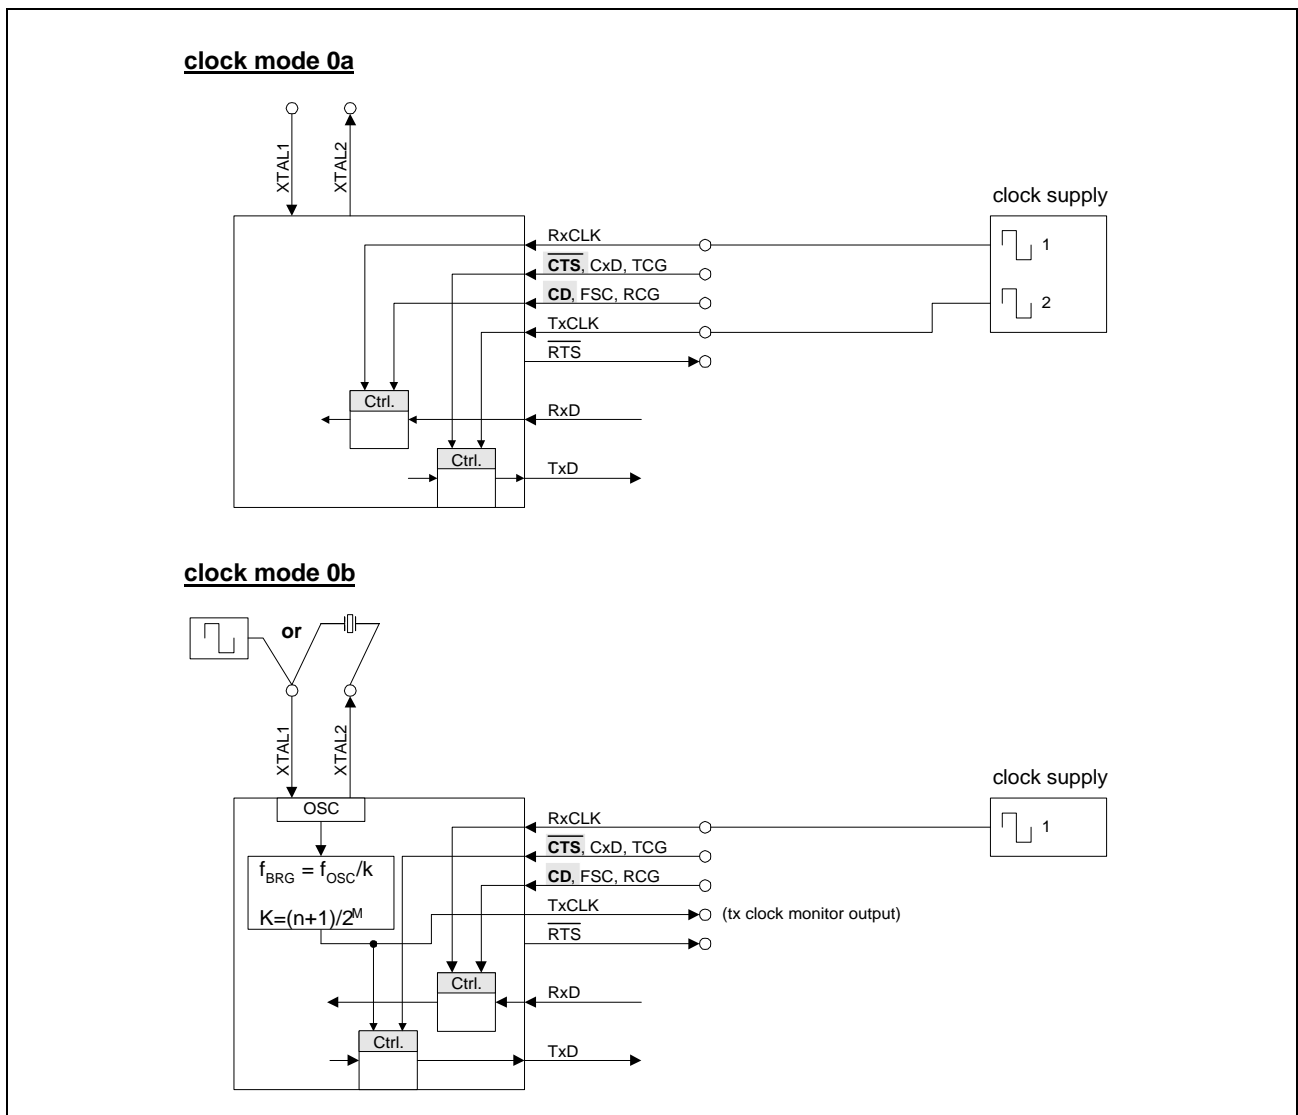 clock mode 0a
XTAL1
XTAL2
clock supply
RxCLK
1
CTS, CxD, TCG
CD, FSC, RCG
2
TxCLK
RTS
Ctrl.
RxD
Ctrl.
TxD
clock mode 0b
or
XTAL1
XTAL2
clock supply
OSC
RxCLK
1
CTS, CxD, TCG
fBRG = fOSC/k
CD, FSC, RCG
K=(n+1)/2^M
TxCLK
(tx clock monitor output)
RTS
Ctrl.
RxD
Ctrl.
TxD